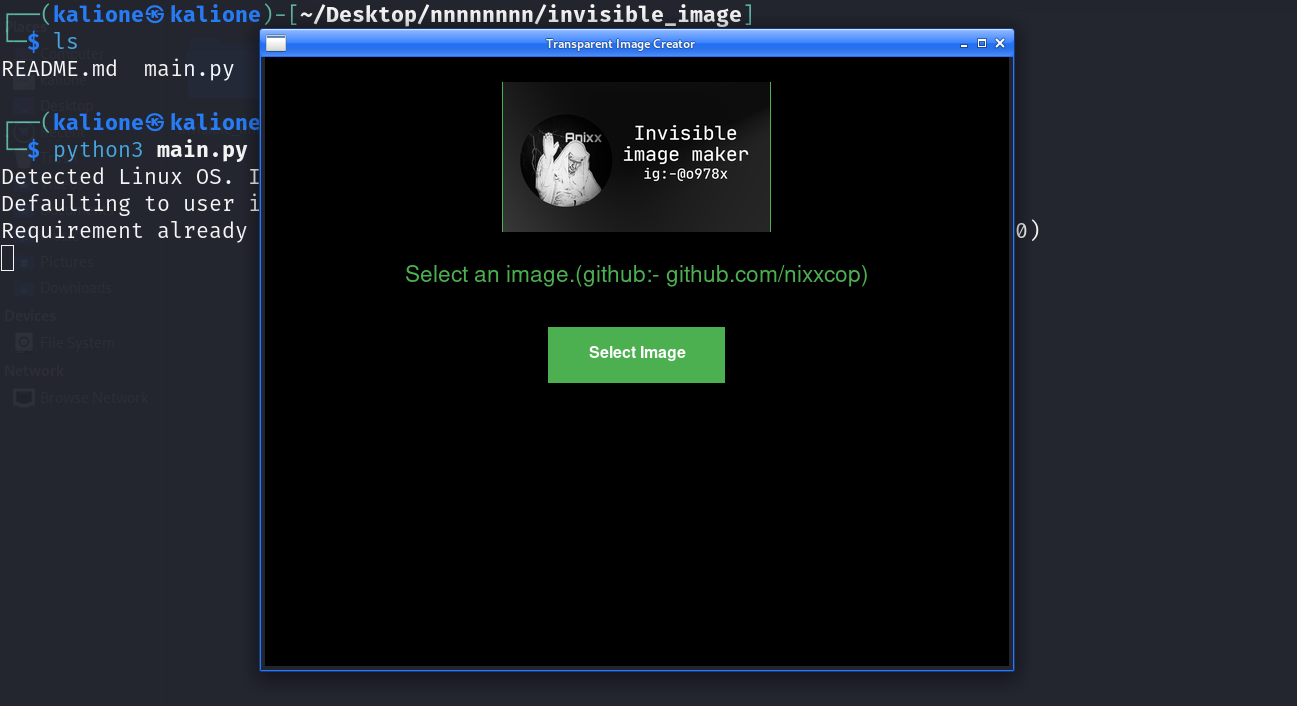 ┌──(kalione㉿kalione)-[~/Desktop/nnnnnnnn/invisible_image]
└─$ ls
README.md main.py
┌──(kalione㉿kalione
└─$ python3 main.py
Detected Linux OS. I
Defaulting to user i
Requirement already
0)
Desktop
Pictures
Downloads
Devices
File System
Network
Browse Network
Transparent Image Creator
Anixx
Invisible
image maker
ig:-@o978x
Select an image.(github:- github.com/nixxcop)
Select Image